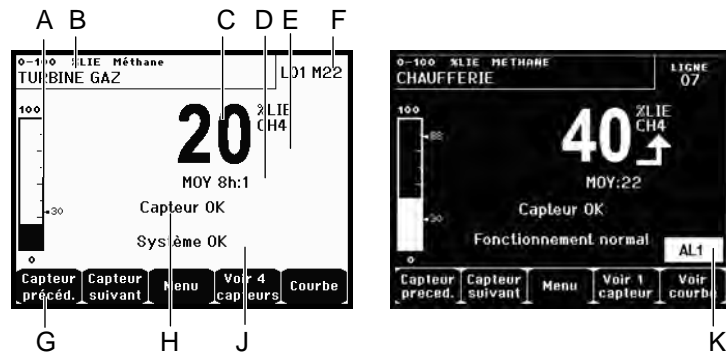 A B C D E F
0-100 %LIE Méthane
TURBINE GAZ
L01 M22
100
20
%LIE
CH4
MOY 8h:1
30
Capteur OK
Système OK
0
Capteur précéd.
Capteur suivant
Menu
Voir 4 capteurs
Courbe
G H J
0-100 %LIE METHANE
CHAUFFERIE
LIGNE
07
100
88
40
%LIE
CH4
MOY:22
30
Capteur OK
Fonctionnement normal
AL1
0
Capteur preced.
Capteur suivant
Menu
Voir 1 capteur
Voir courbe
K